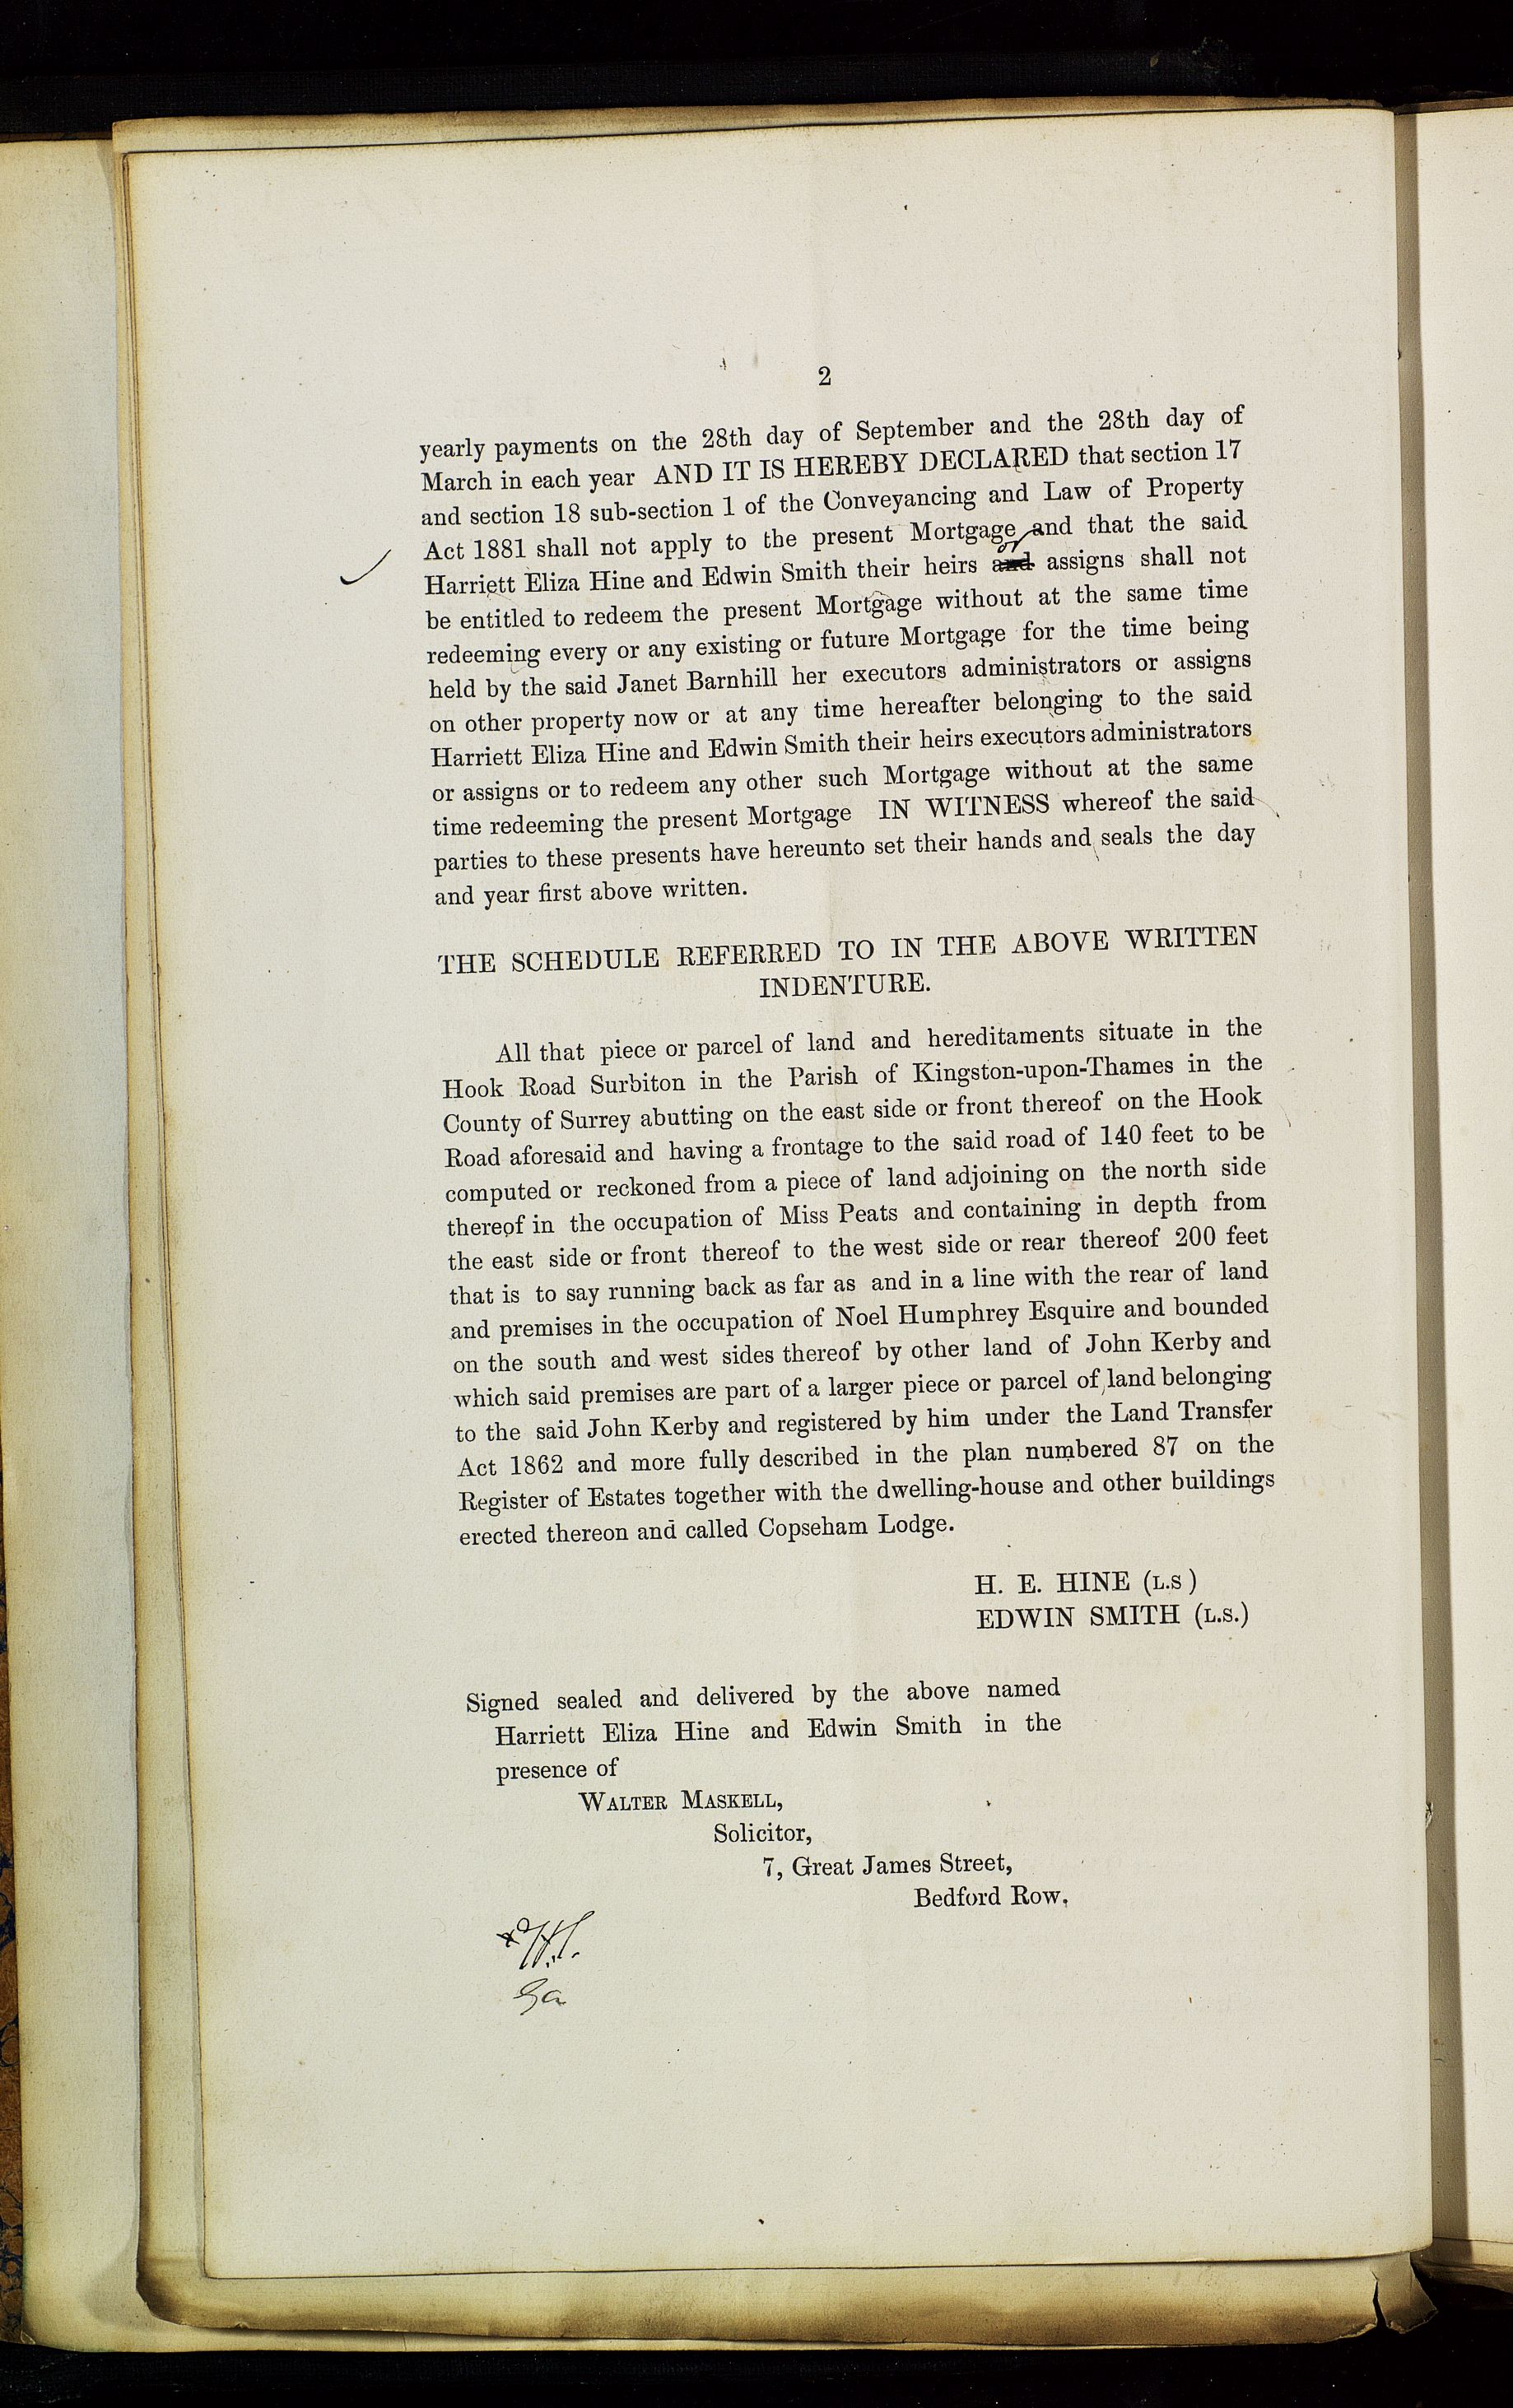 2
yearly payments on the 28th day of September and the 28th day of
March in each year AND IT IS HEREBY DECLARED that section 17
and section 18 sub-section 1 of the Conveyancing and Law of Property
Act 1881 shall not apply to the present Mortgage and that the said
Harriett Eliza Hine and Edwin Smith their heirs or and assigns shall not
be entitled to redeem the present Mortgage without at the same time
redeeming every or any existing or future Mortgage for the time being
held by the said Janet Barnhill her executors administrators or assigns
on other property now or at any time hereafter belonging to the said
Harriett Eliza Hine and Edwin Smith their heirs executors administrators
or assigns or to redeem any other such Mortgage without at the same
time redeeming the present Mortgage IN WITNESS whereof the said
parties to these presents have hereunto set their hands and seals the day
and year first above written.
THE SCHEDULE REFERRED TO IN THE ABOVE WRITTEN
INDENTURE.
All that piece or parcel of land and hereditaments situate in the
Hook Road Surbiton in the Parish of Kingston-upon-Thames in the
County of Surrey abutting on the east side or front thereof on the Hook
Road aforesaid and having a frontage to the said road of 140 feet to be
computed or reckoned from a piece of land adjoining on the north side
thereof in the occupation of Miss Peats and containing in depth from
the east side or front thereof to the west side or rear thereof 200 feet
that is to say running back as far as and in a line with the rear of land
and premises in the occupation of Noel Humphrey Esquire and bounded
on the south and west sides thereof by other land of John Kerby and
which said premises are part of a larger piece or parcel of land belonging
to the said John Kerby and registered by him under the Land Transfer
Act 1862 and more fully described in the plan numbered 87 on the
Register of Estates together with the dwelling-house and other buildings
erected thereon and called Copseham Lodge.
H. E. HINE (L.S )
EDWIN SMITH (L.S.)
Signed sealed and delivered by the above named
Harriett Eliza Hine and Edwin Smith in the
presence of
WALTER MASKELL,
Solicitor,
7, Great James Street,
Bedford Row.